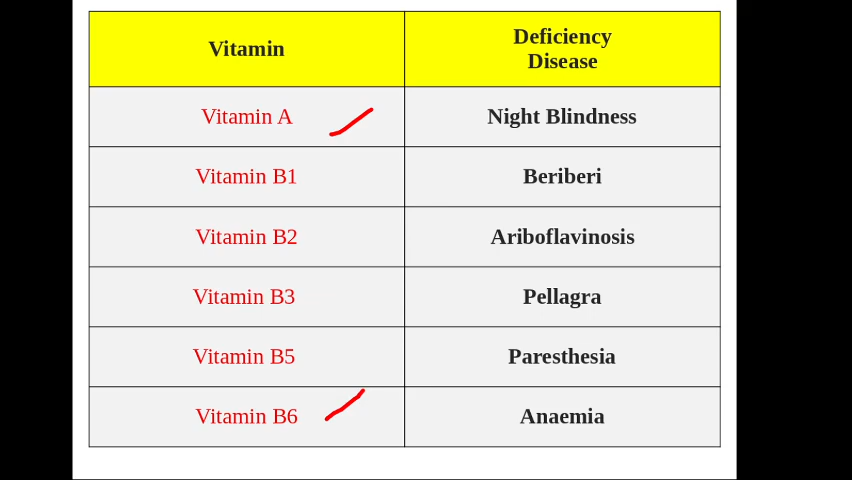 Vitamin
Deficiency
Disease
Vitamin A
Night Blindness
Vitamin B1
Beriberi
Vitamin B2
Ariboflavinosis
Vitamin B3
Pellagra
Vitamin B5
Paresthesia
Vitamin B6
Anaemia